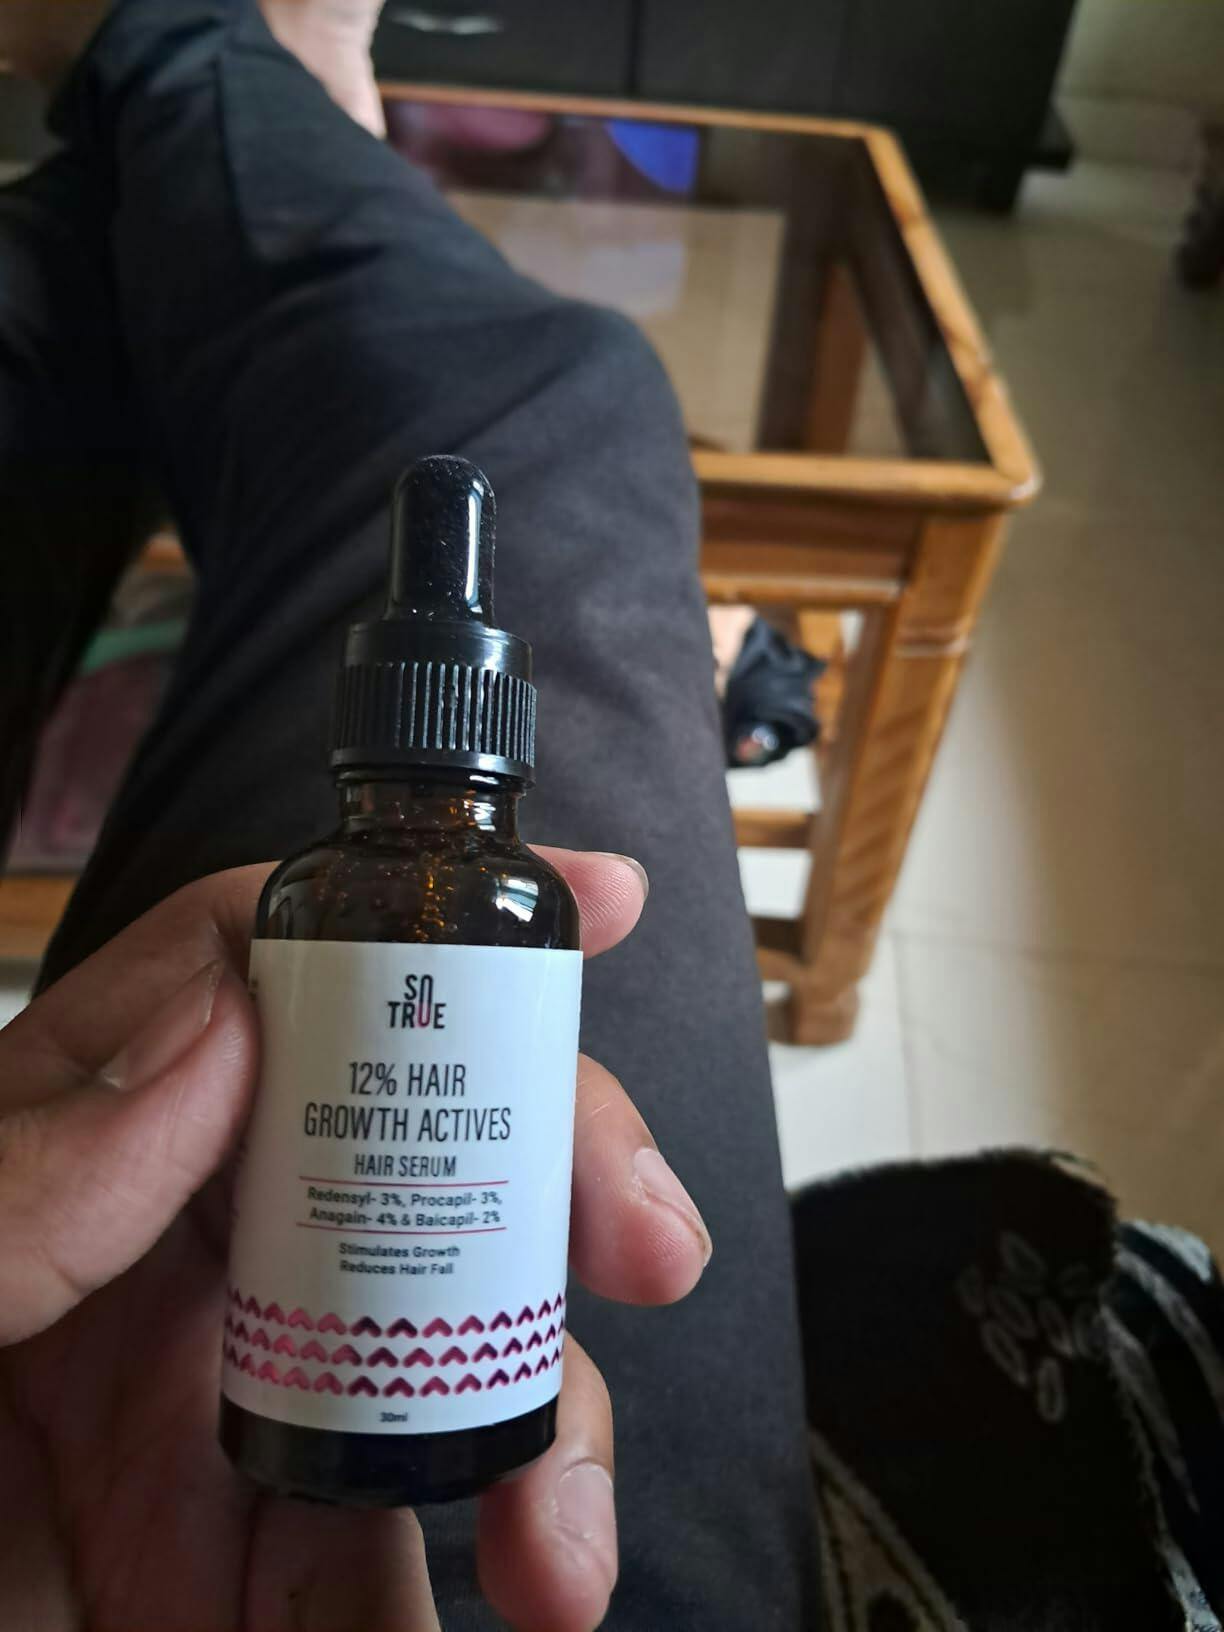 SO
TRUE
12% HAIR
GROWTH ACTIVES
HAIR SERUM
Redensyl- 3%, Procapil- 3%,
Anagain- 4% & Baicapil- 2%
Stimulates Growth
Reduces Hair Fall
30ml